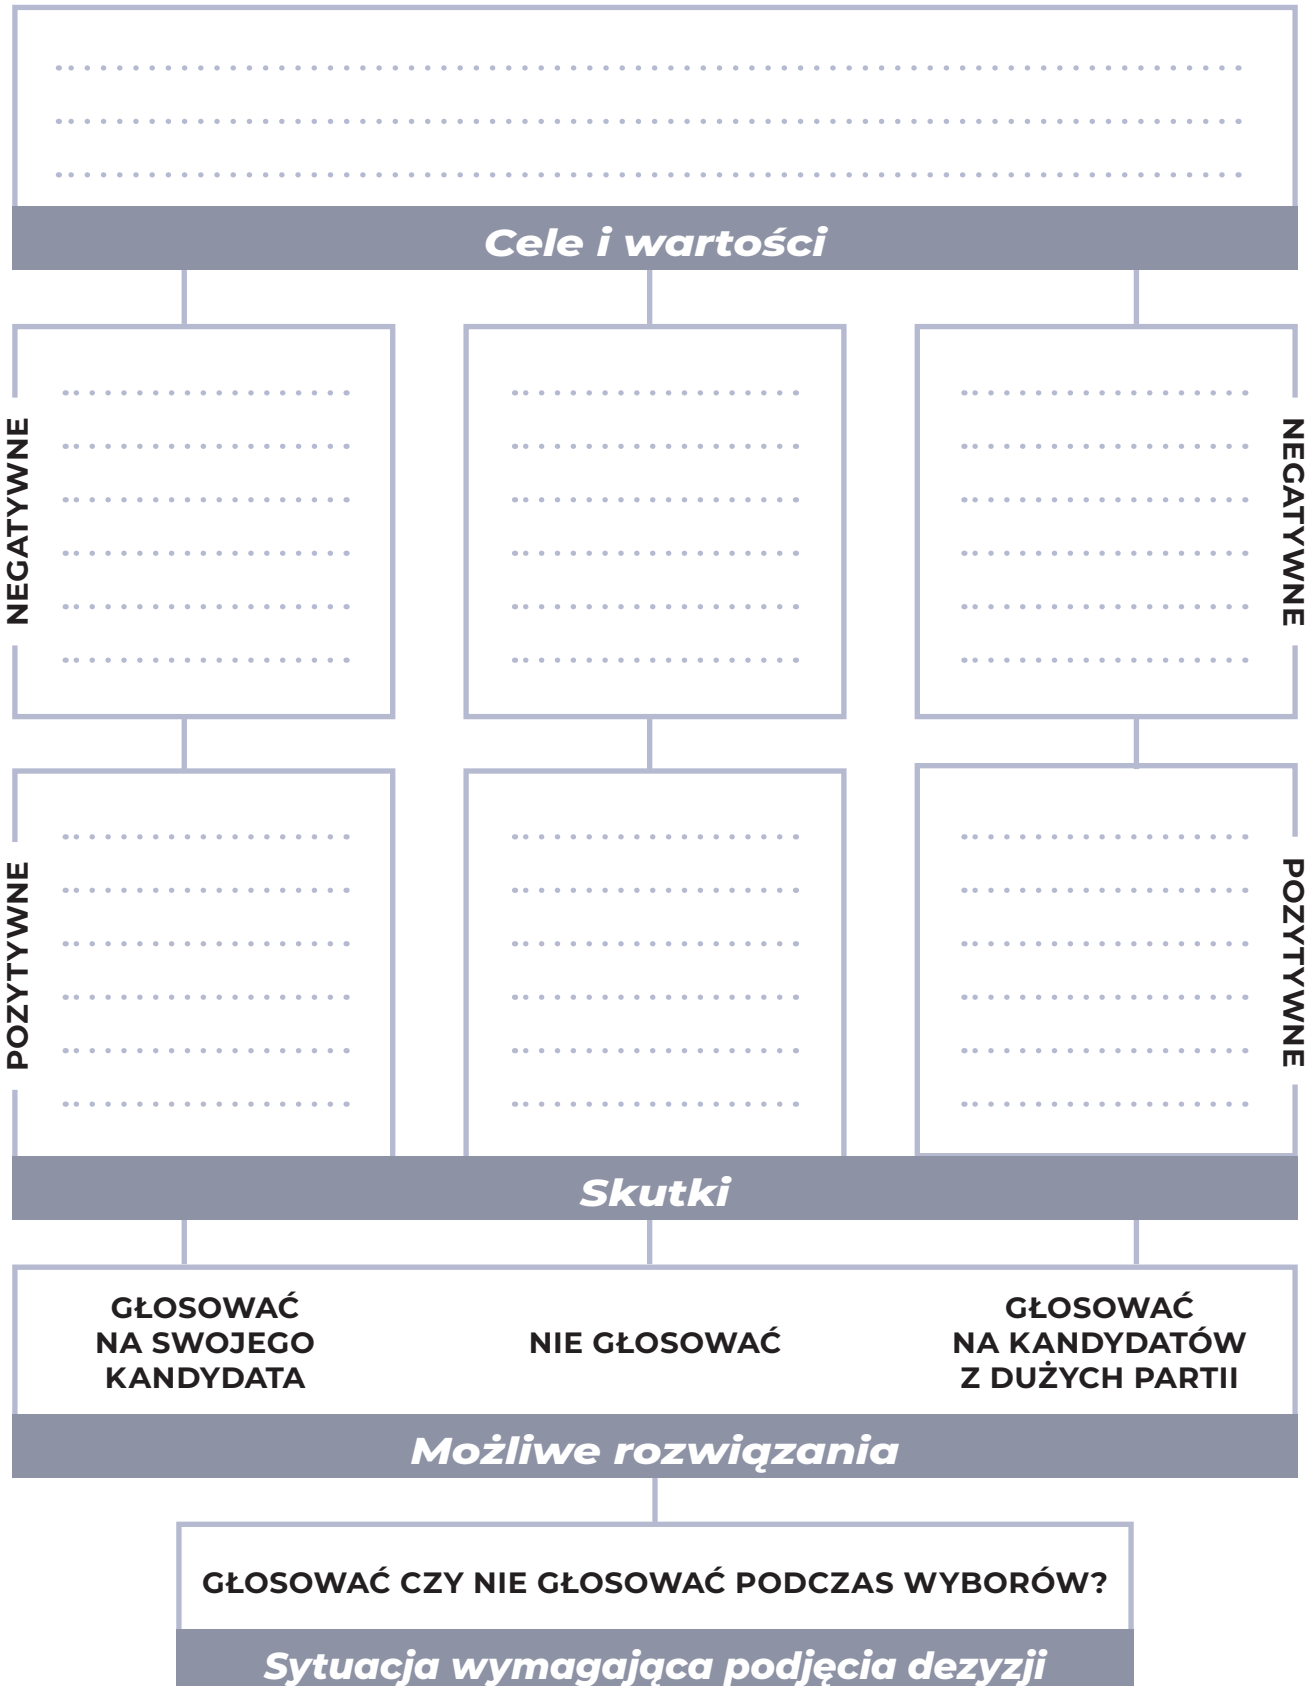 Cele i wartości
NEGATYWNE
NEGATYWNE
POZYTYWNE
POZYTYWNE
Skutki
GŁOSOWAĆ
NA SWOJEGO
KANDYDATA
NIE GŁOSOWAĆ
GŁOSOWAĆ
NA KANDYDATÓW
Z DUŻYCH PARTII
Możliwe rozwiązania
GŁOSOWAĆ CZY NIE GŁOSOWAĆ PODCZAS WYBORÓW?
Sytuacja wymagająca podjęcia dezyzji